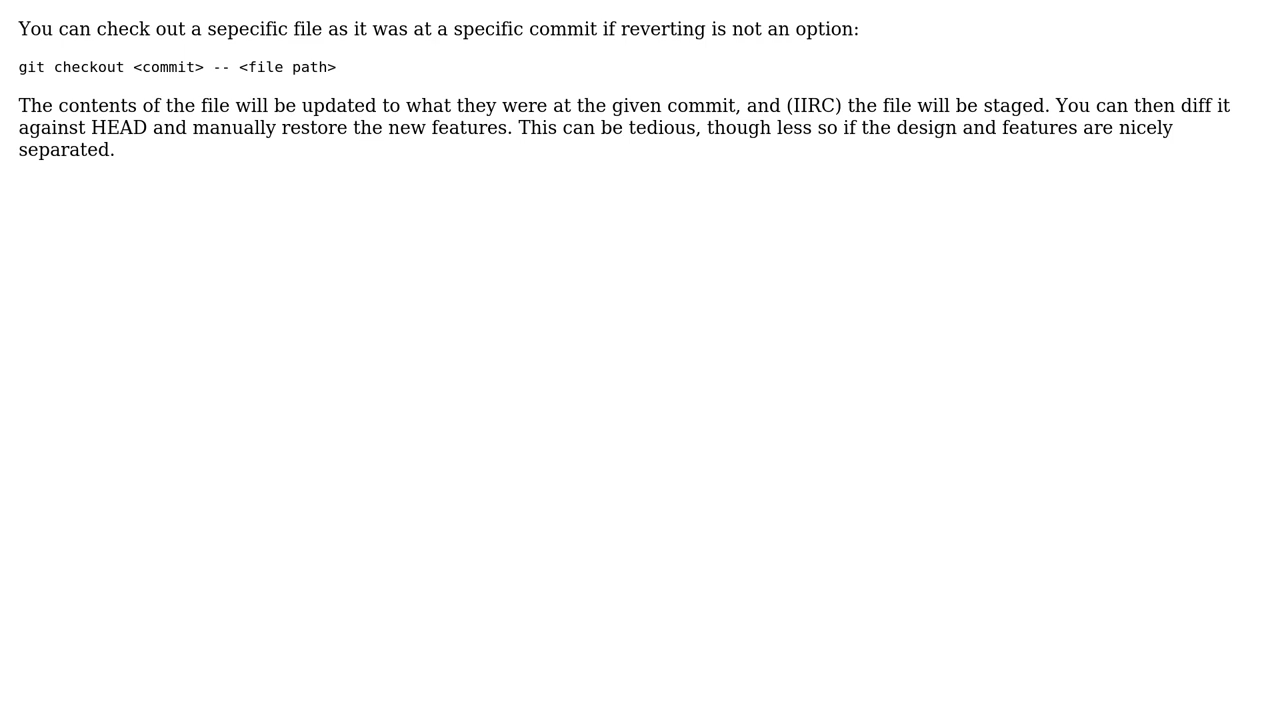 You can check out a sepecific file as it was at a specific commit if reverting is not an option:
git checkout <commit> -- <file path>
The contents of the file will be updated to what they were at the given commit, and (IIRC) the file will be staged. You can then diff it
against HEAD and manually restore the new features. This can be tedious, though less so if the design and features are nicely
separated.